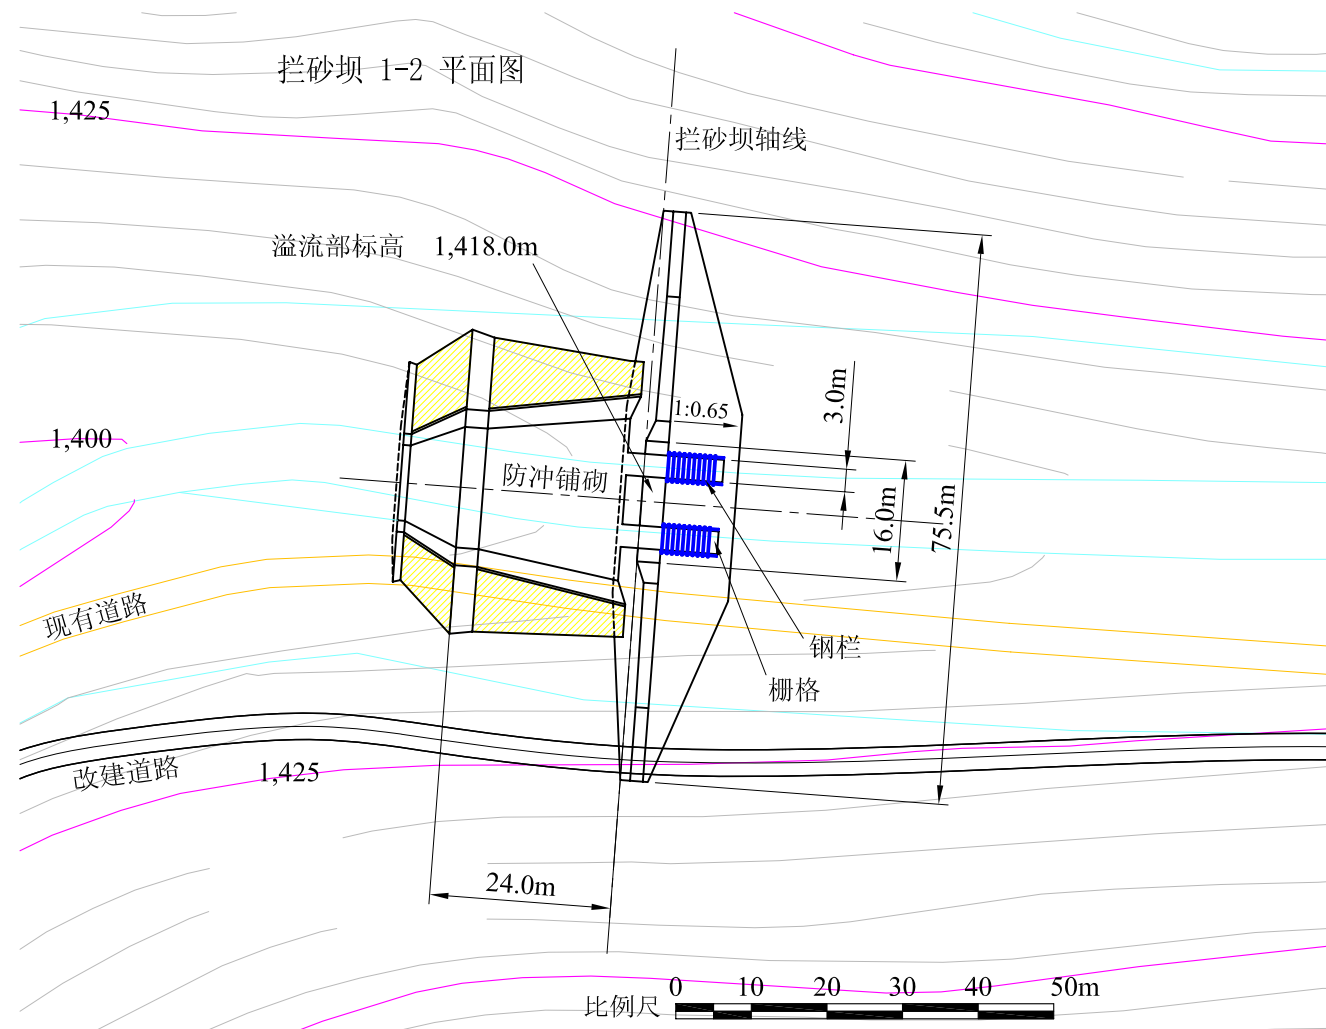 拦砂坝 1-2 平面图
1,425
拦砂坝轴线
溢流部标高 1,418.0m
3.0m
1:0.65
1,400
防冲铺砌
16.0m
75.5m
现有道路
钢栏
栅格
改建道路
1,425
24.0m
0 10 20 30 40 50m
比例尺